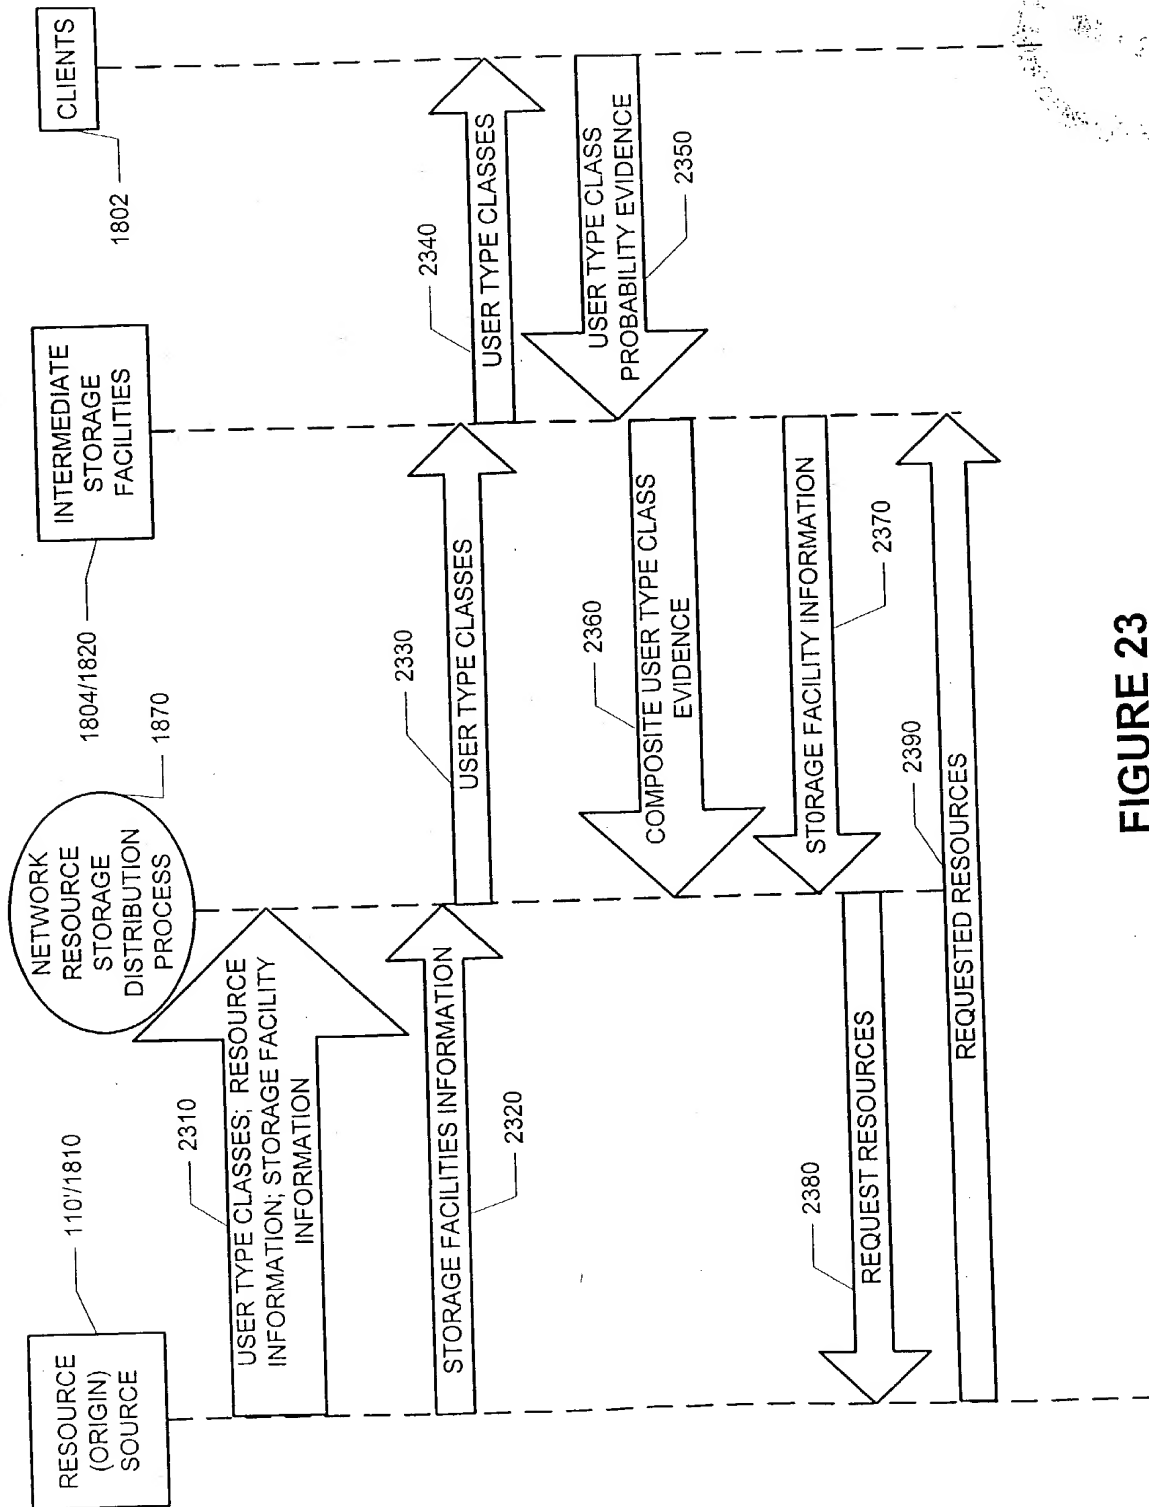 RESOURCE
(ORIGIN)
SOURCE
110'/1810
NETWORK
RESOURCE
STORAGE
DISTRIBUTION
PROCESS
1870
INTERMEDIATE
STORAGE
FACILITIES
1804/1820
CLIENTS
1802
2310
USER TYPE CLASSES; RESOURCE
INFORMATION; STORAGE FACILITY
INFORMATION
STORAGE FACILITIES INFORMATION
2320
2330
USER TYPE CLASSES
2340
USER TYPE CLASSES
USER TYPE CLASS
PROBABILITY EVIDENCE
2350
2360
COMPOSITE USER TYPE CLASS
EVIDENCE
STORAGE FACILITY INFORMATION
2370
2380
REQUEST RESOURCES
2390
REQUESTED RESOURCES
FIGURE 23